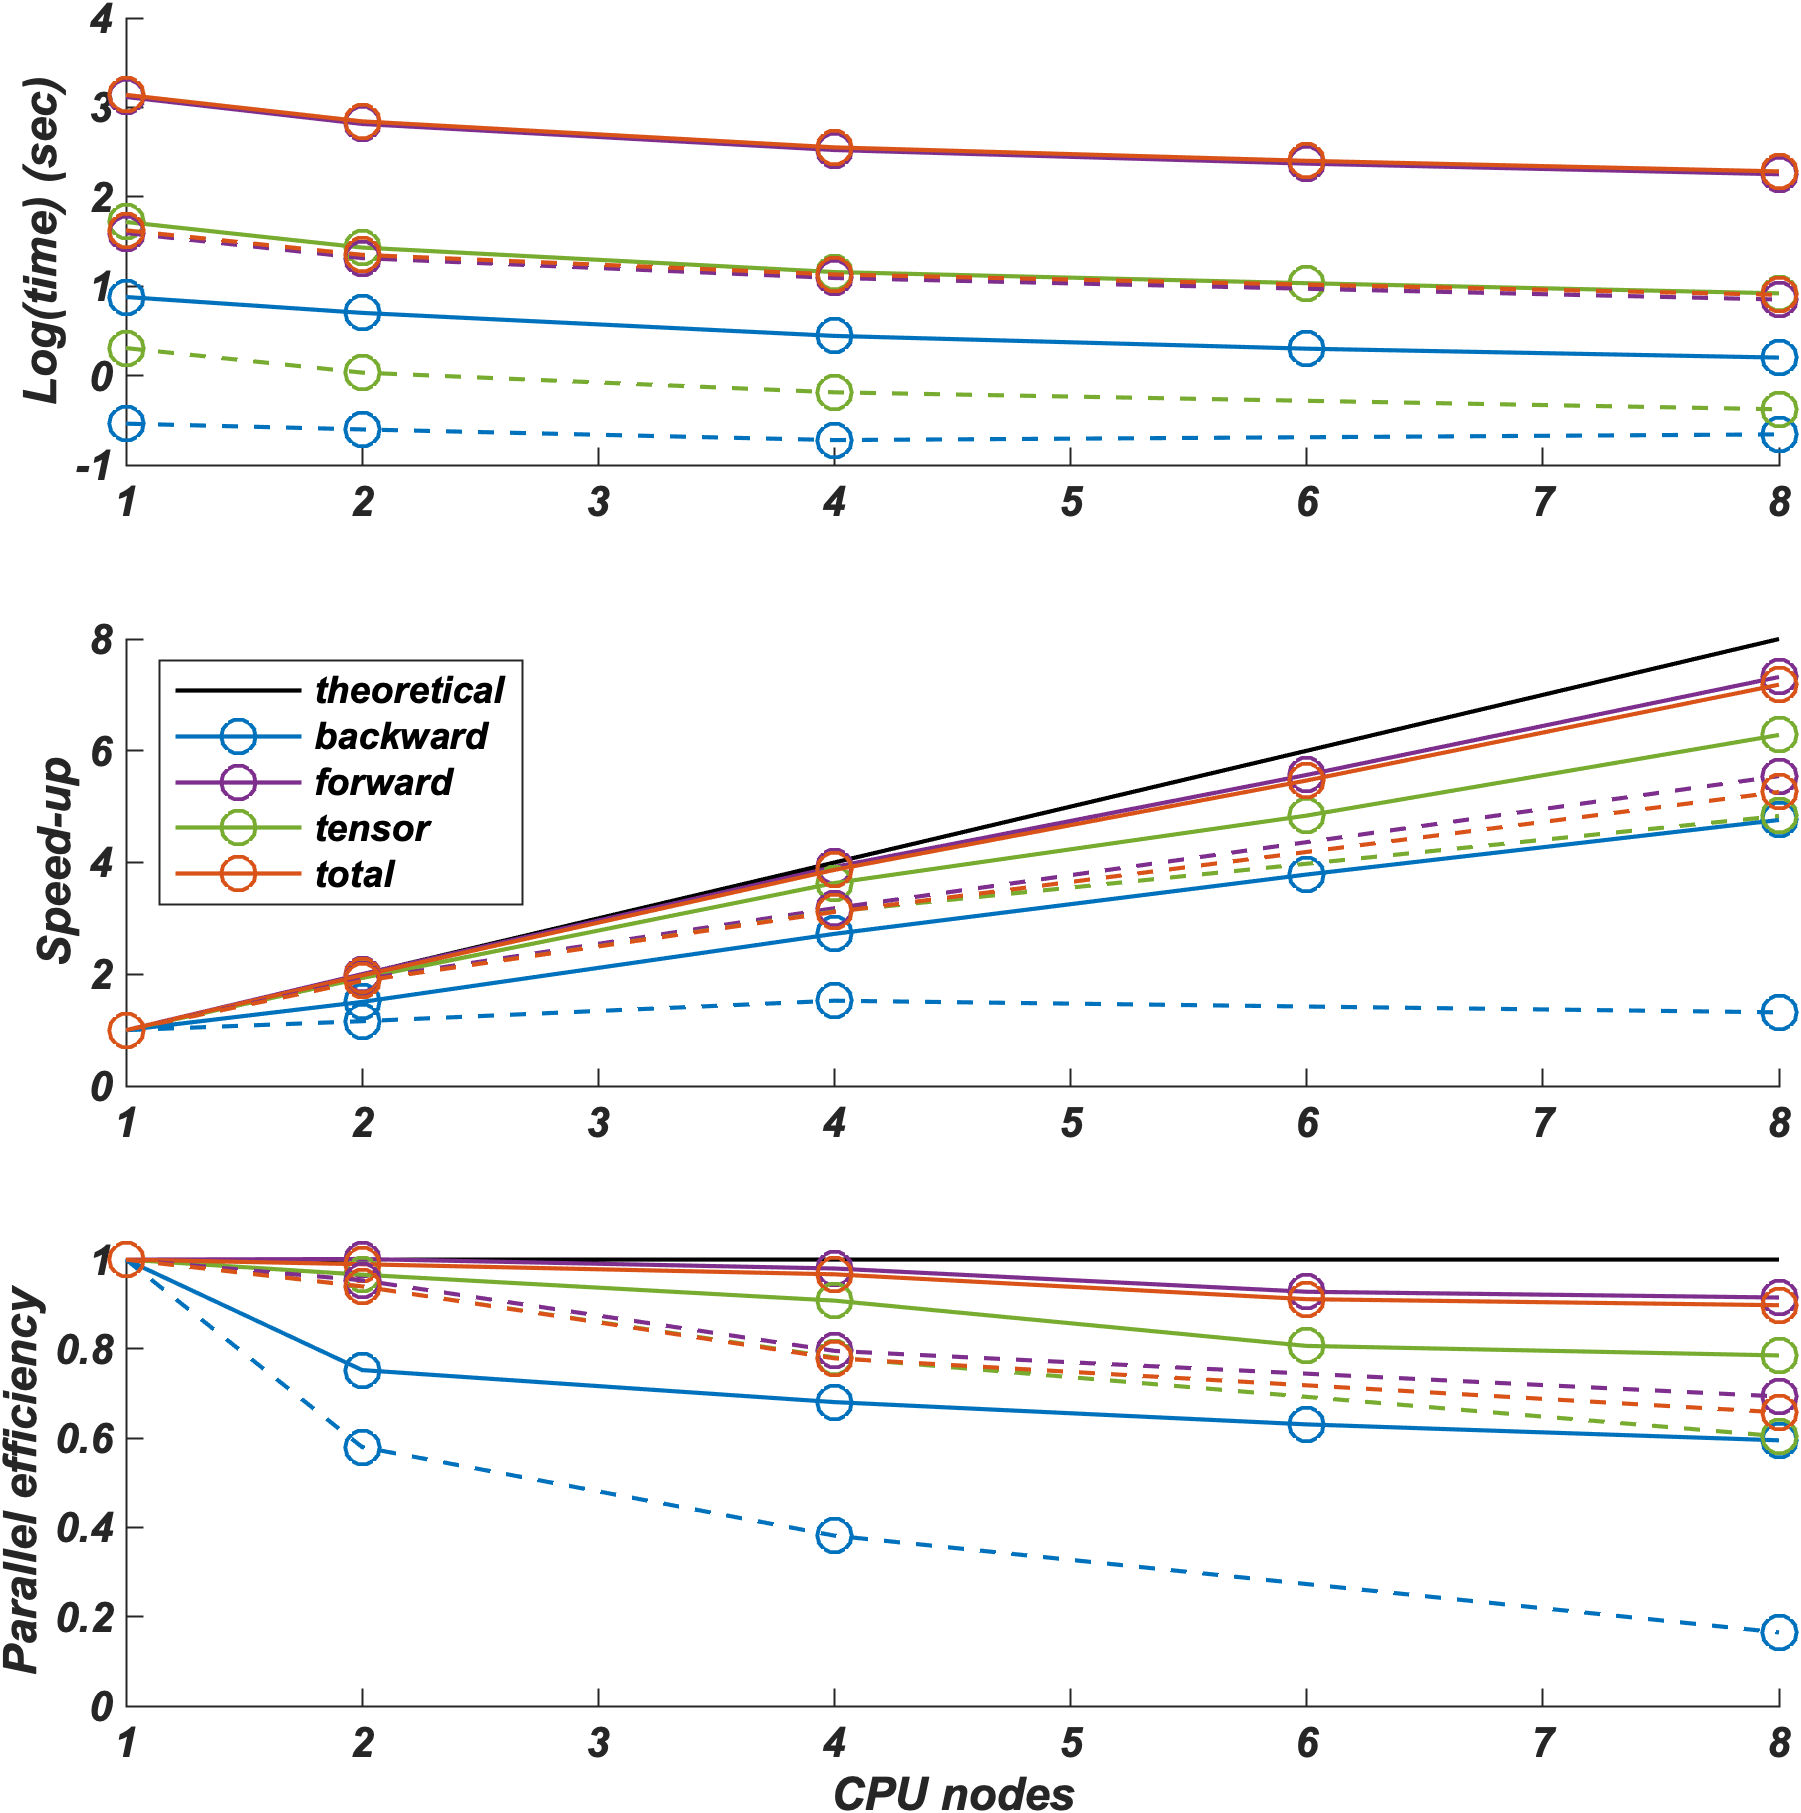 Log(time) (sec)
4
3
2
1
0
-1
1 2 3 4 5 6 7 8
Speed-up
8
6
4
2
0
theoretical
backward
forward
tensor
total
1 2 3 4 5 6 7 8
Parallel efficiency
1
0.8
0.6
0.4
0.2
0
1 2 3 4 5 6 7 8
CPU nodes